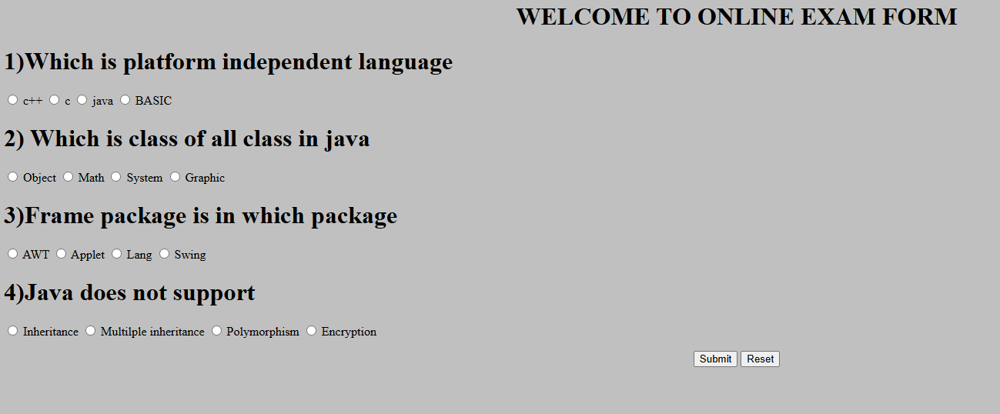 WELCOME TO ONLINE EXAM FORM
1)Which is platform independent language
c++ c java BASIC
2) Which is class of all class in java
Object Math System Graphic
3)Frame package is in which package
AWT Applet Lang Swing
4)Java does not support
Inheritance Multilple inheritance Polymorphism Encryption
Submit Reset